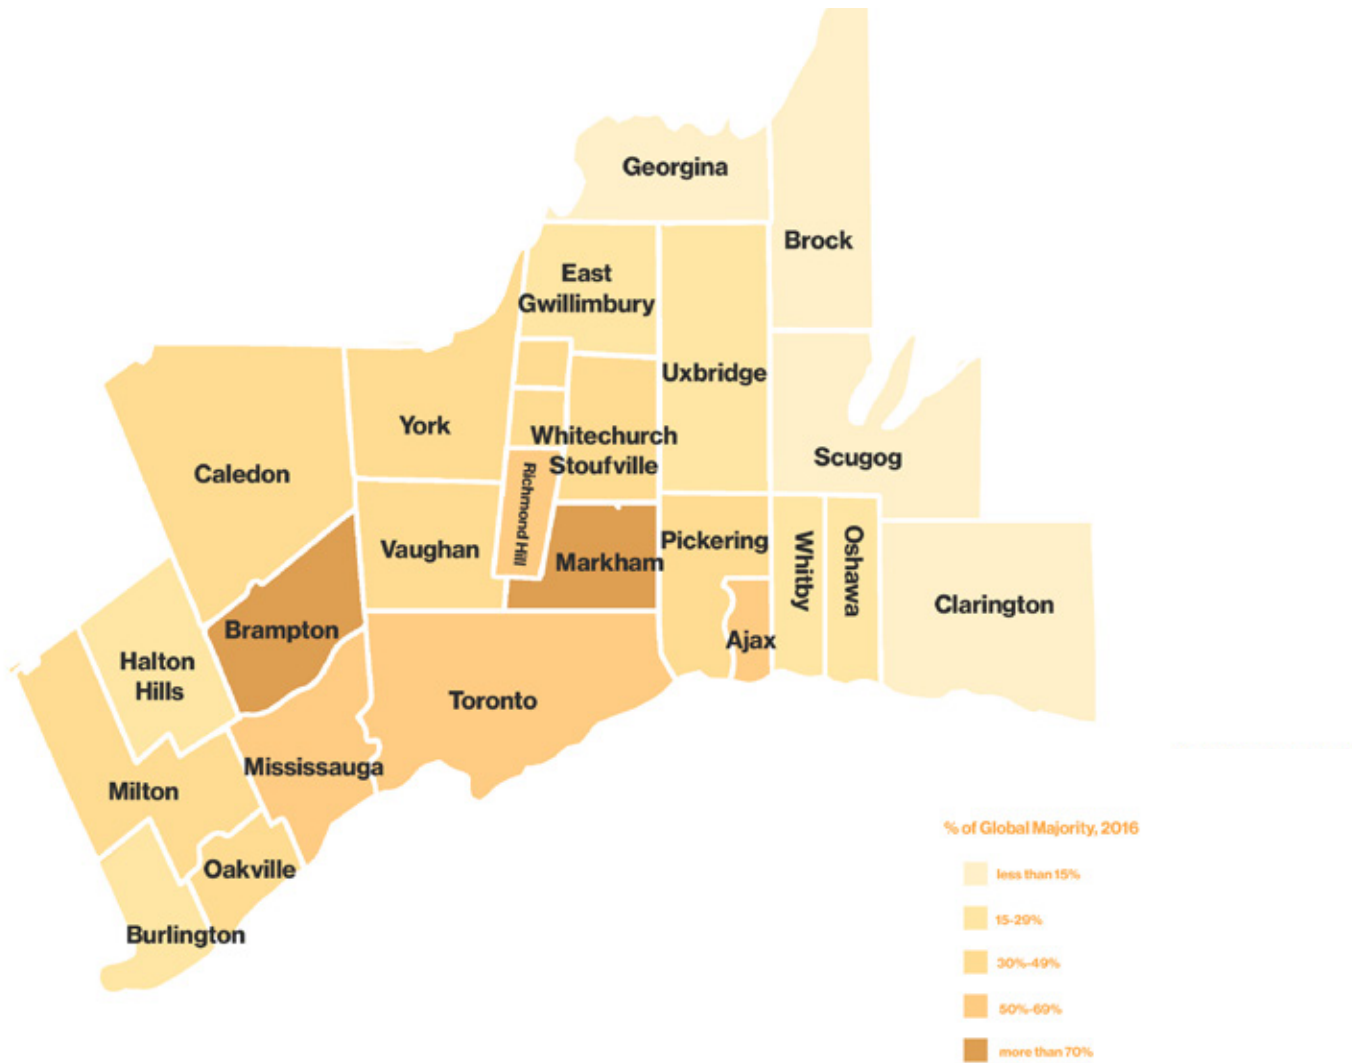 Georgina
Brock
East
Gwillimbury
Uxbridge
York
Whitechurch
Stoufville
Scugog
Caledon
Richmond Hill
Vaughan
Markham
Pickering
Whitby
Oshawa
Clarington
Brampton
Ajax
Halton
Hills
Toronto
Mississauga
Milton
Oakville
Burlington
% of Global Majority, 2016
less than 15%
15-29%
30%-49%
50%-69%
more than 70%